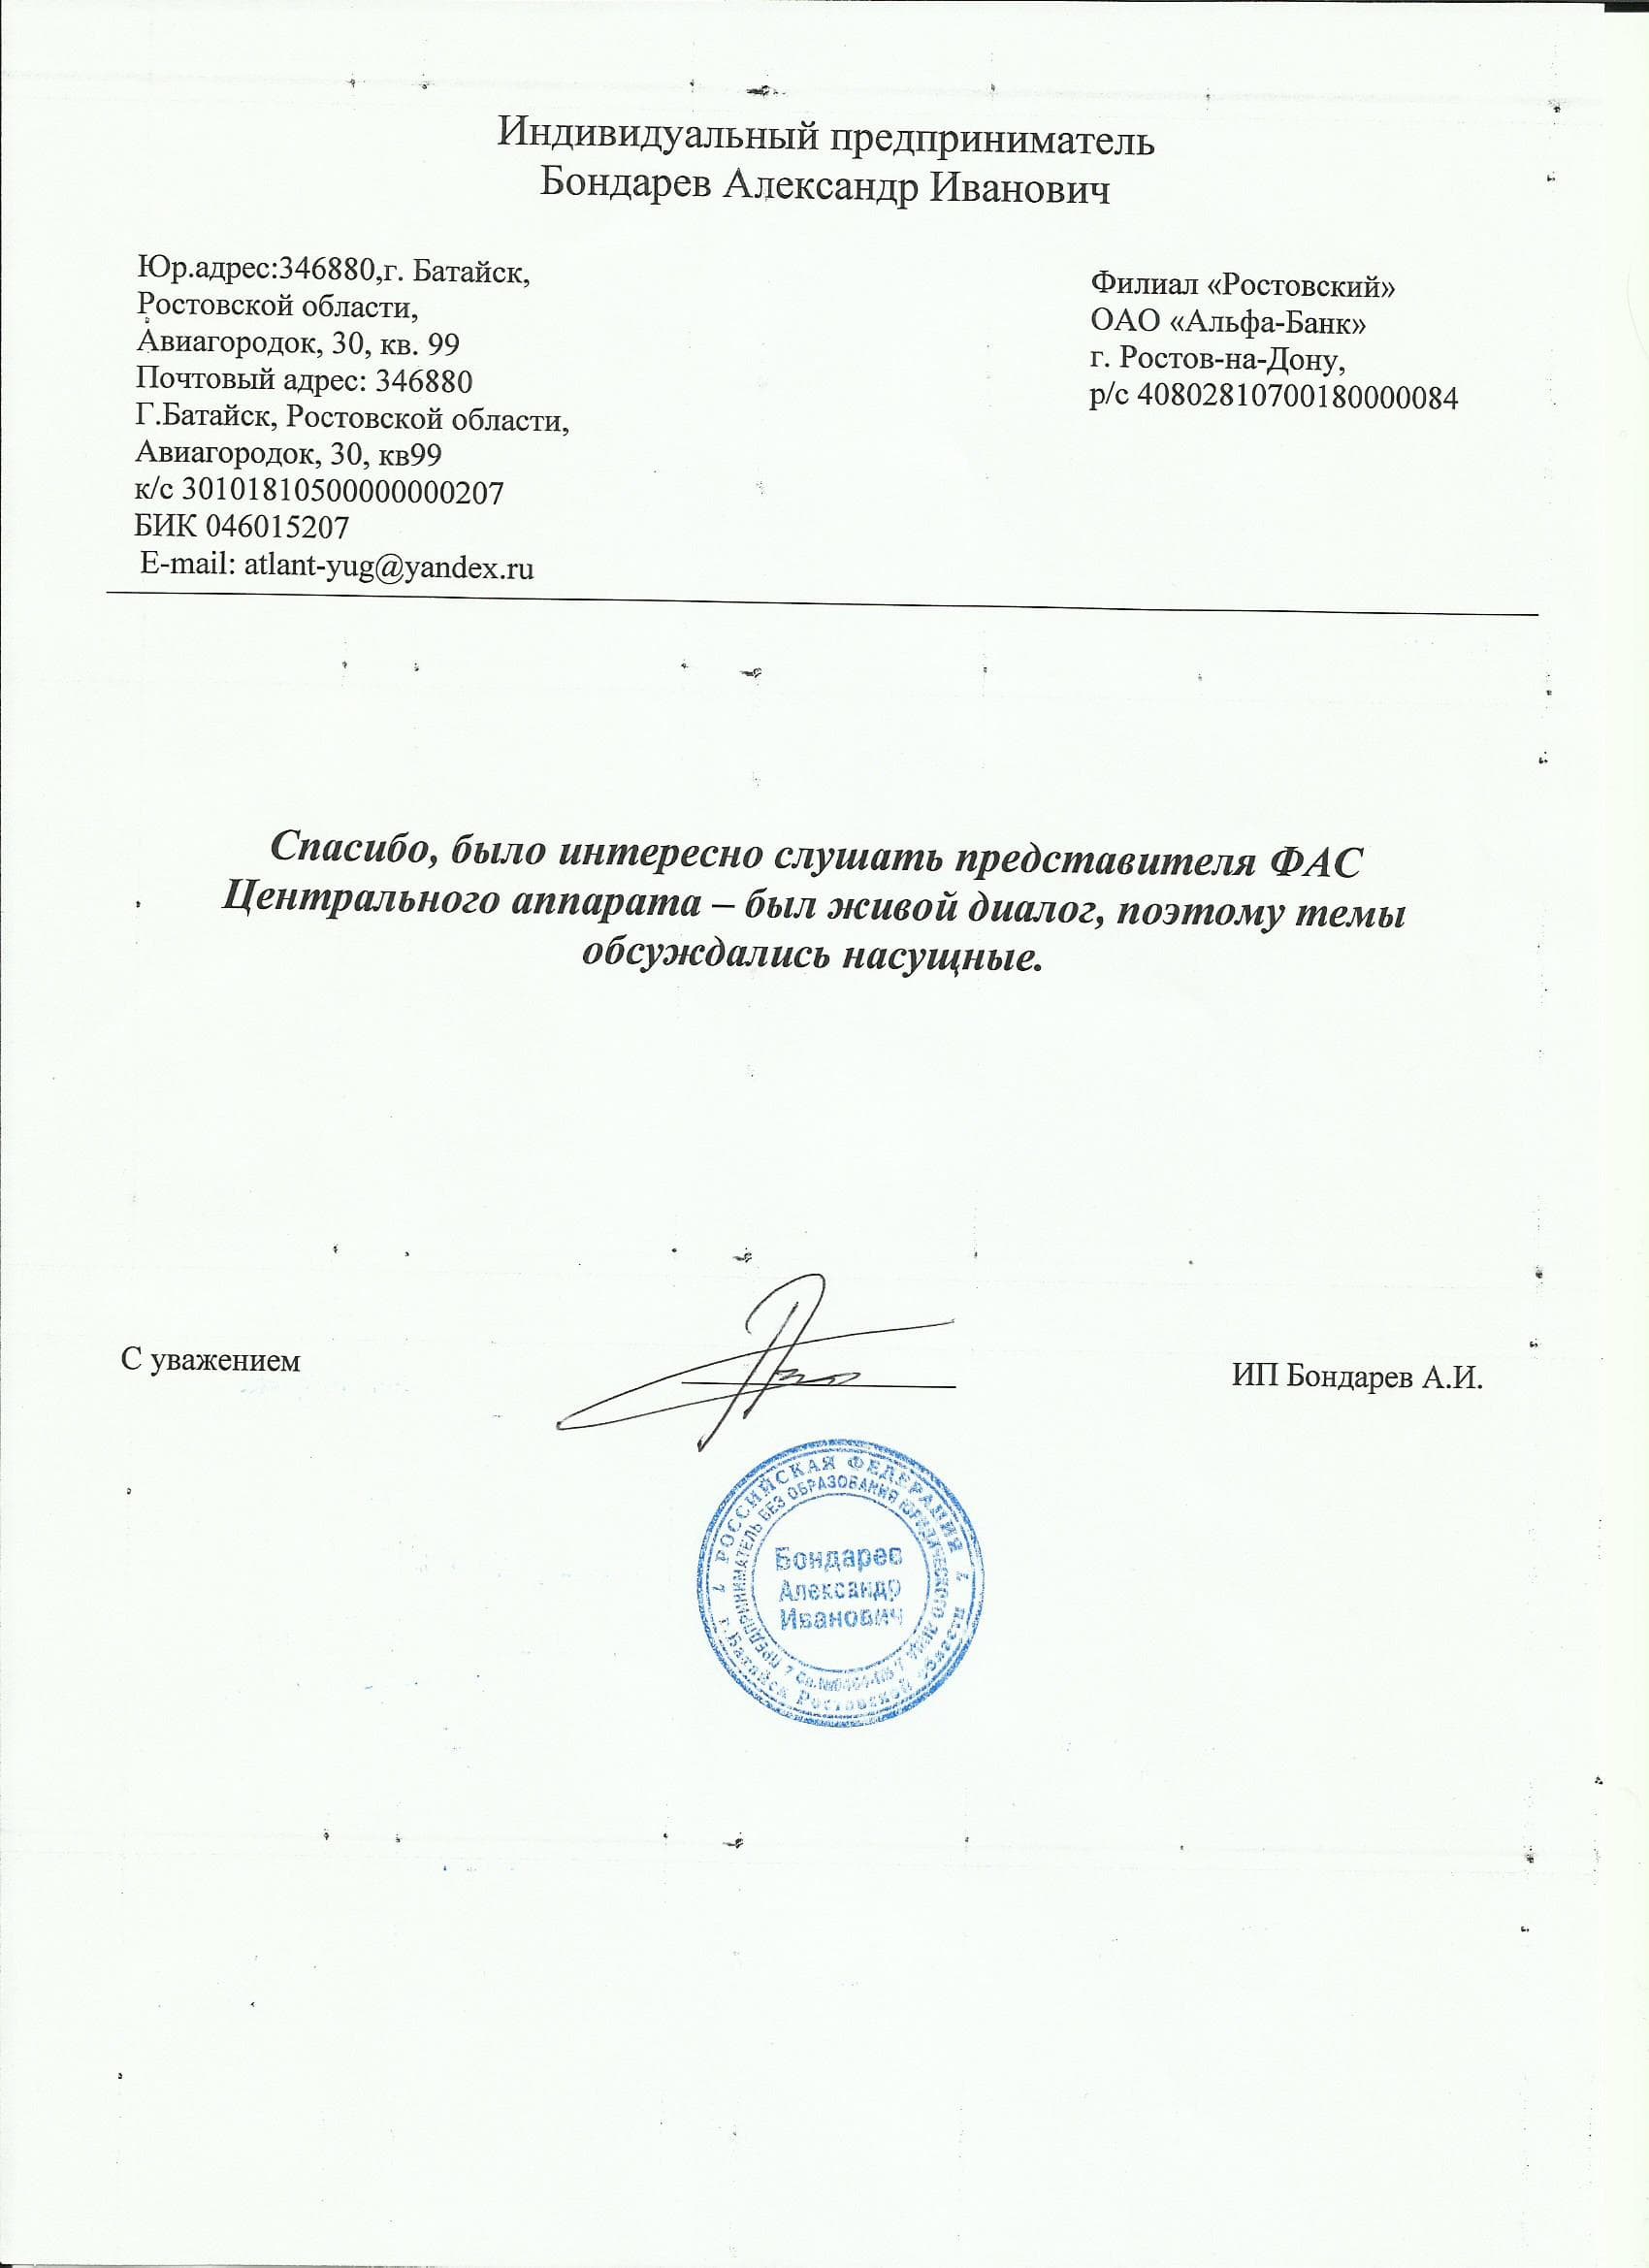 Индивидуальный предприниматель
Бондарев Александр Иванович
Юр.адрес:346880,г. Батайск,
Ростовской области,
Авиагородок, 30, кв. 99
Почтовый адрес: 346880
Г.Батайск, Ростовской области,
Авиагородок, 30, кв99
к/с 30101810500000000207
БИК 046015207
E-mail: atlant-yug@yandex.ru
Филиал «Ростовский»
ОАО «Альфа-Банк»
г. Ростов-на-Дону,
р/с 40802810700180000084
Спасибо, было интересно слушать представителя ФАС
Центрального аппарата – был живой диалог, поэтому темы
обсуждались насущные.
С уважением
ИП Бондарев А.И.
РОССИЙСКАЯ ФЕДЕРАЦИЯ
г. Батайск Ростовской области
ПРЕДПРИНИМАТЕЛЬ БЕЗ ОБРАЗОВАНИЯ ЮРИДИЧЕСКОГО ЛИЦА
Бондарев
Александр
Иванович